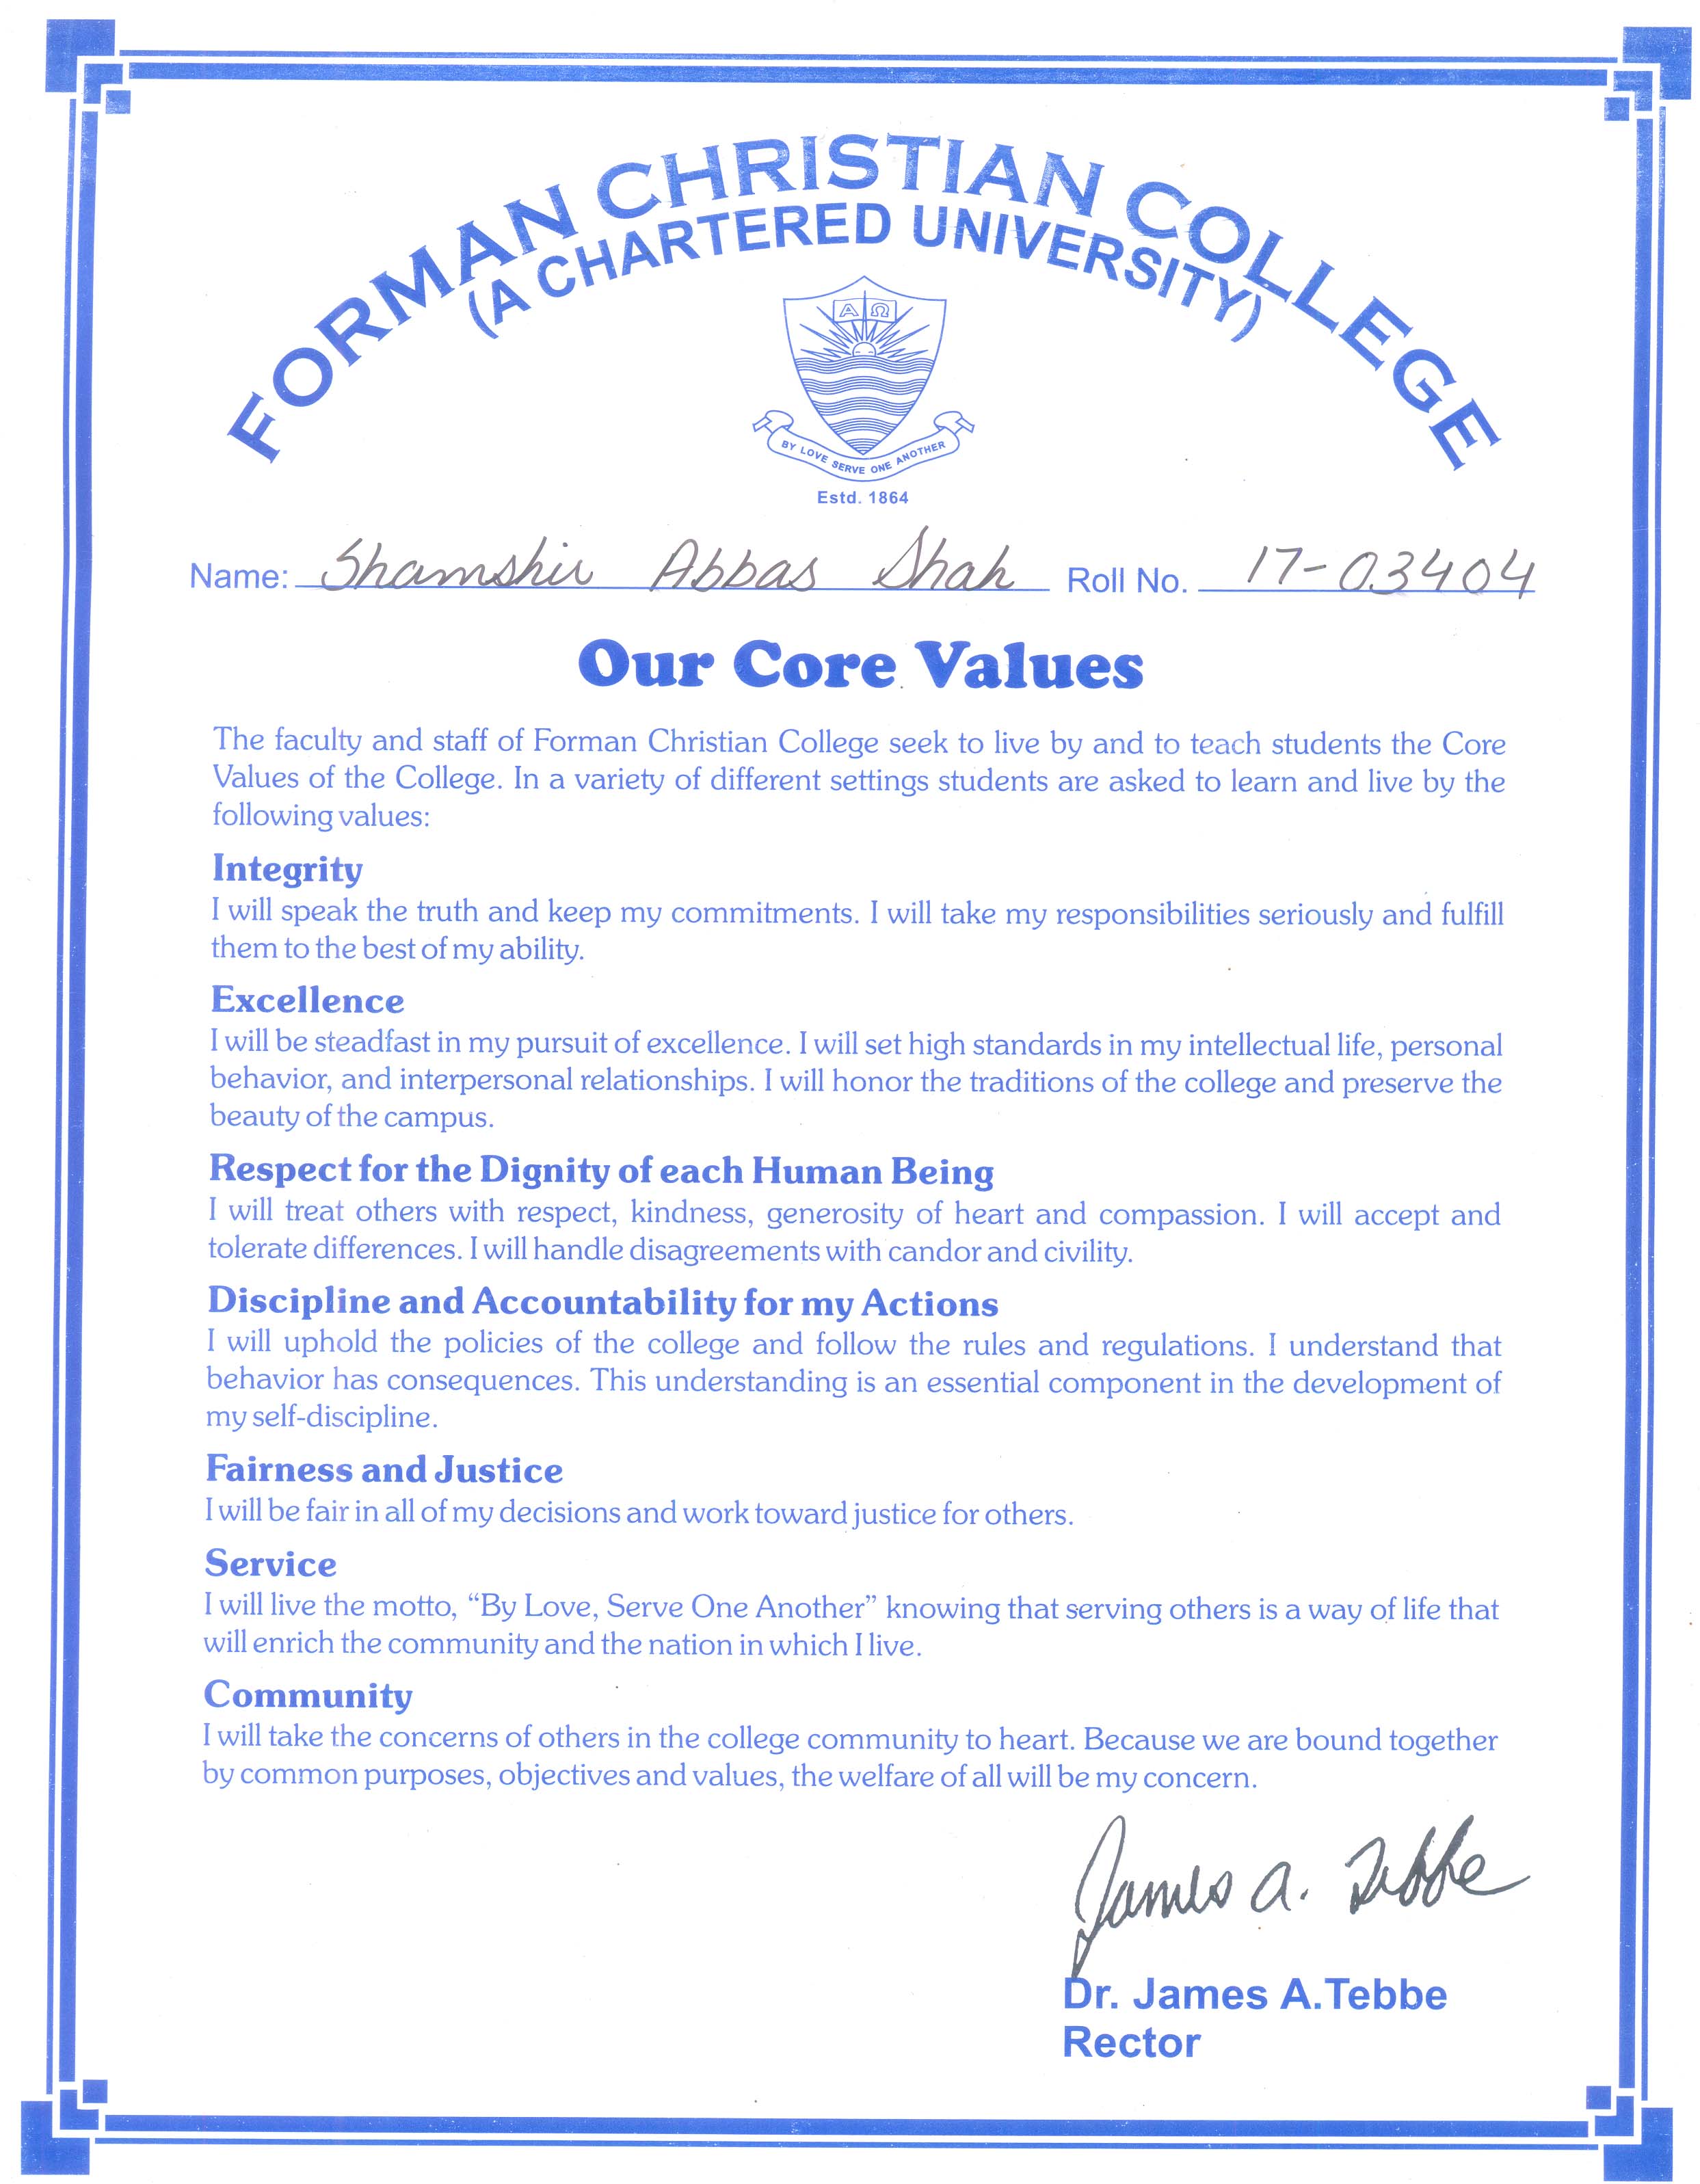 FORMAN CHRISTIAN COLLEGE
(A CHARTERED UNIVERSITY)
Α Ω
BY LOVE SERVE ONE ANOTHER
Estd. 1864
Name: Shamshir Abbas Shah Roll No. 17-03404
Our Core Values
The faculty and staff of Forman Christian College seek to live by and to teach students the Core
Values of the College. In a variety of different settings students are asked to learn and live by the
following values:
Integrity
I will speak the truth and keep my commitments. I will take my responsibilities seriously and fulfill
them to the best of my ability.
Excellence
I will be steadfast in my pursuit of excellence. I will set high standards in my intellectual life, personal
behavior, and interpersonal relationships. I will honor the traditions of the college and preserve the
beauty of the campus.
Respect for the Dignity of each Human Being
I will treat others with respect, kindness, generosity of heart and compassion. I will accept and
tolerate differences. I will handle disagreements with candor and civility.
Discipline and Accountability for my Actions
I will uphold the policies of the college and follow the rules and regulations. I understand that
behavior has consequences. This understanding is an essential component in the development of
my self-discipline.
Fairness and Justice
I will be fair in all of my decisions and work toward justice for others.
Service
I will live the motto, “By Love, Serve One Another” knowing that serving others is a way of life that
will enrich the community and the nation in which I live.
Community
I will take the concerns of others in the college community to heart. Because we are bound together
by common purposes, objectives and values, the welfare of all will be my concern.
James A. Tebbe
Dr. James A.Tebbe
Rector